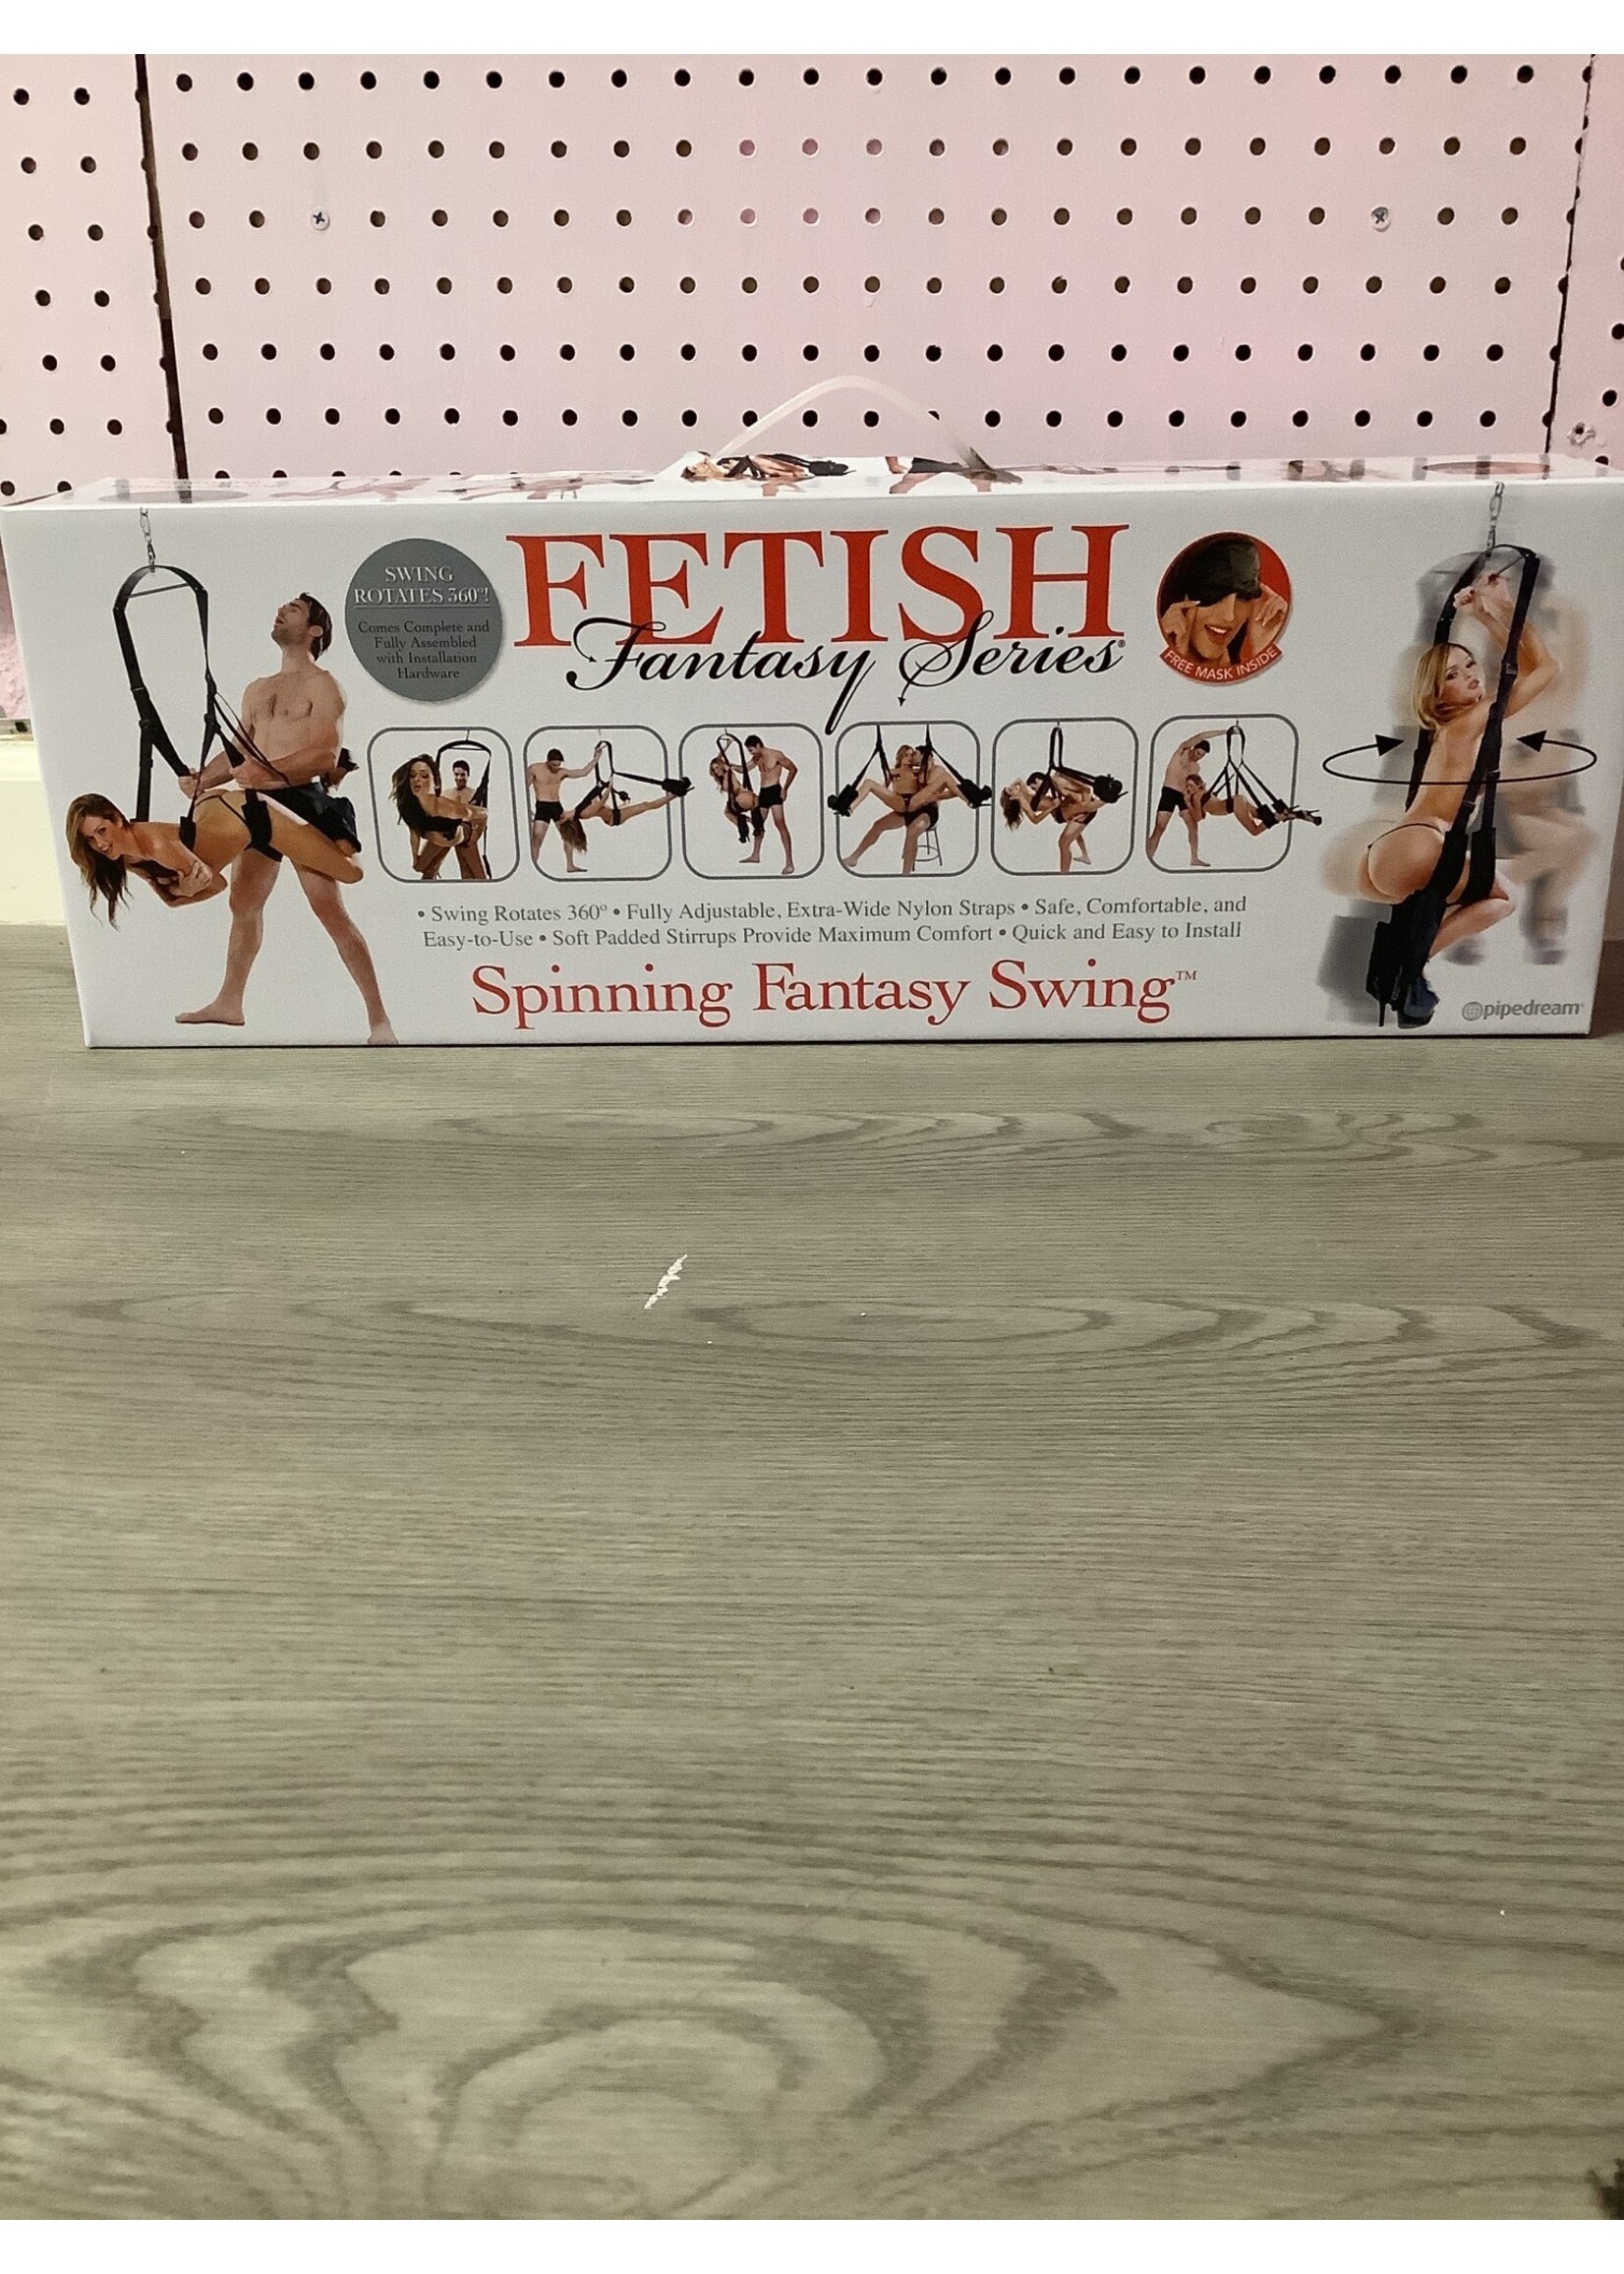 SWING
ROTATES 360°!
Comes Complete and
Fully Assembled
with Installation
Hardware
FETISH
Fantasy Series®
FREE MASK INSIDE
• Swing Rotates 360º • Fully Adjustable, Extra-Wide Nylon Straps • Safe, Comfortable, and
Easy-to-Use • Soft Padded Stirrups Provide Maximum Comfort • Quick and Easy to Install
Spinning Fantasy Swing™
pipedream®